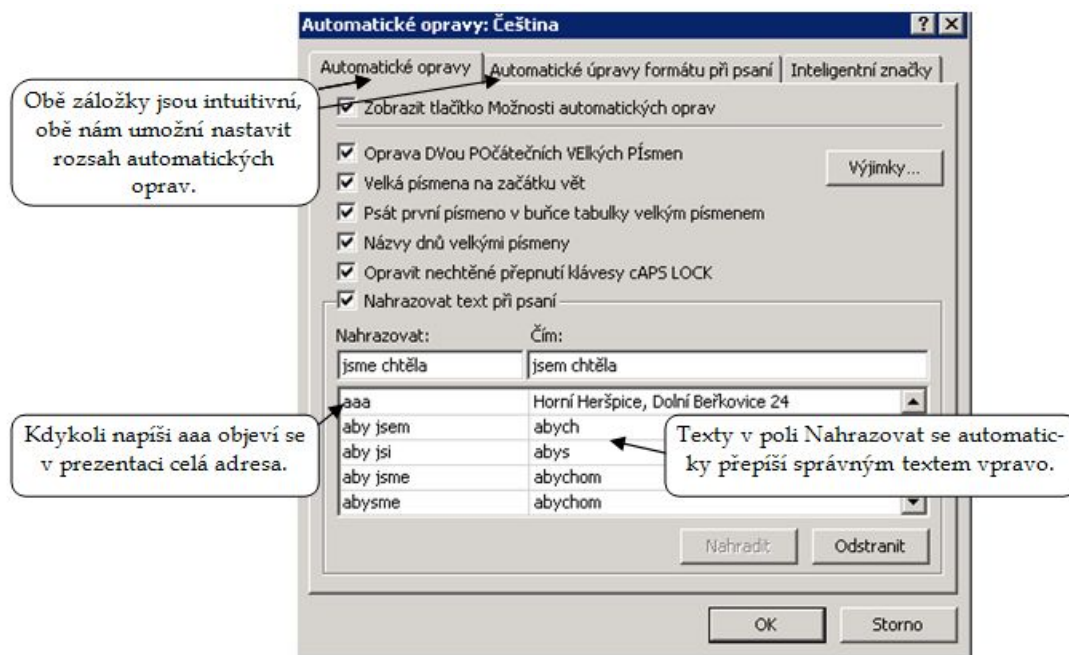 Automatické opravy: Čeština
Automatické opravy
Automatické úpravy formátu při psaní
Inteligentní značky
Obě záložky jsou intuitivní,
obě nám umožní nastavit
rozsah automatických
oprav.
Zobrazit tlačítko Možnosti automatických oprav
Oprava DVou POčátečních VElkých PÍsmen
Výjimky...
Velká písmena na začátku vět
Psát první písmeno v buňce tabulky velkým písmenem
Názvy dnů velkými písmeny
Opravit nechtěné přepnutí klávesy cAPS LOCK
Nahrazovat text při psaní
Nahrazovat: Čím:
jsme chtěla jsem chtěla
aaa Horní Heršpice, Dolní Beřkovice 24
aby jsem abych
aby jsi abys
aby jsme abychom
abysme abychom
Kdykoli napíši aaa objeví se
v prezentaci celá adresa.
Texty v poli Nahrazovat se automatic-
ky přepíší správným textem vpravo.
Nahradit Odstranit
OK Storno